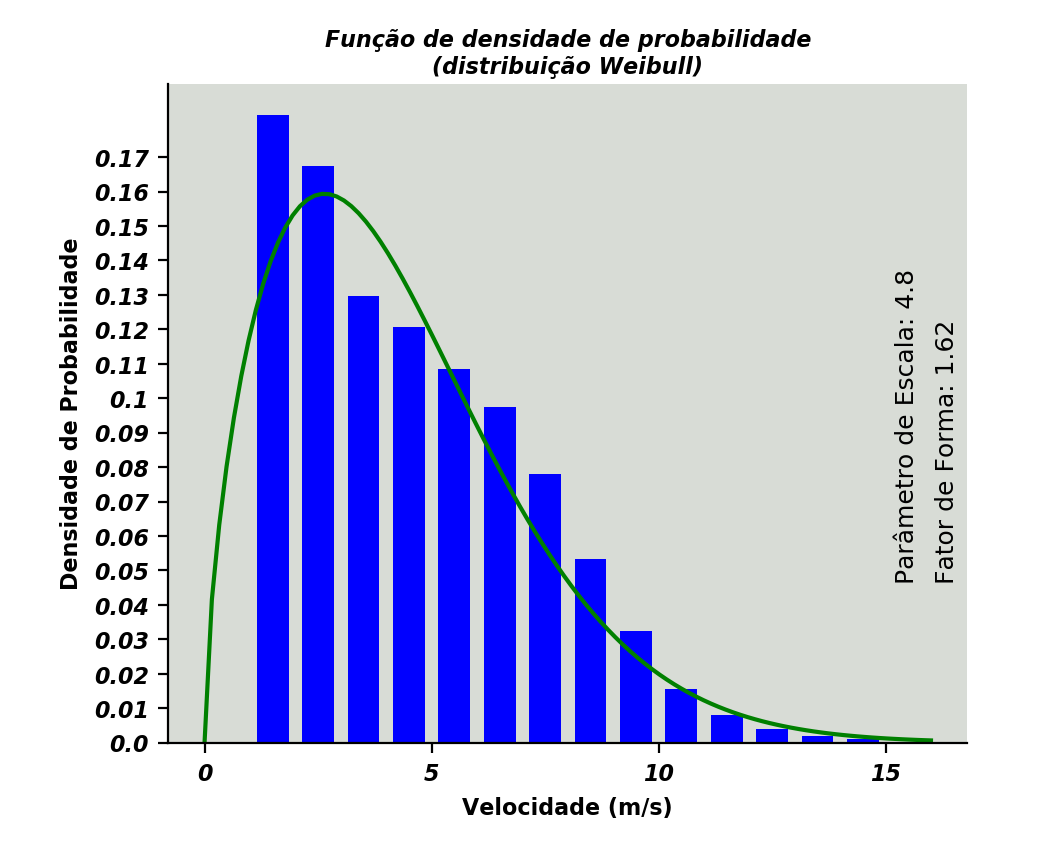 Função de densidade de probabilidade
(distribuição Weibull)
Densidade de Probabilidade
0.17
0.16
0.15
0.14
0.13
0.12
0.11
0.1
0.09
0.08
0.07
0.06
0.05
0.04
0.03
0.02
0.01
0.0
Parâmetro de Escala: 4.8
Fator de Forma: 1.62
0 5 10 15
Velocidade (m/s)